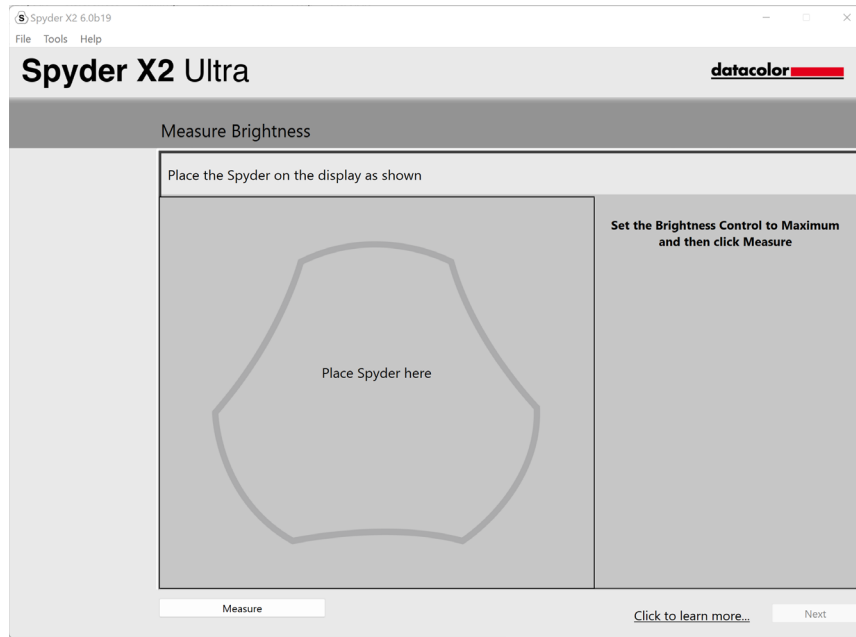 Spyder X2 6.0b19
File Tools Help
Spyder X2 Ultra
datacolor
Measure Brightness
Place the Spyder on the display as shown
Set the Brightness Control to Maximum
and then click Measure
Place Spyder here
Measure
Click to learn more...
Next